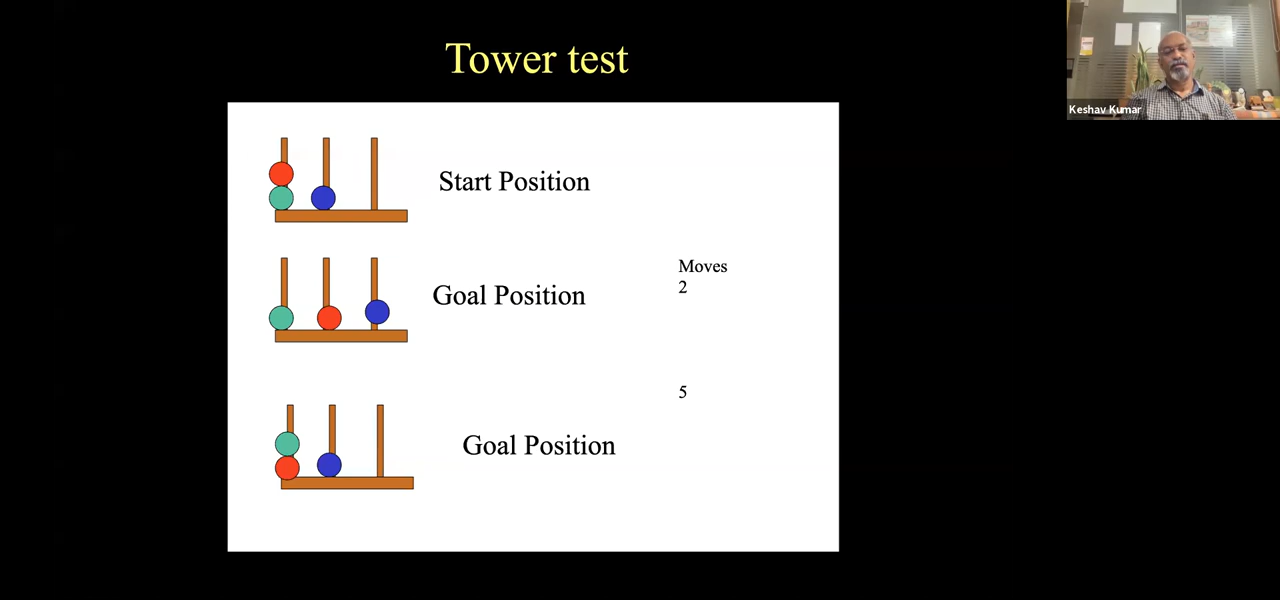 Tower test
Keshav Kumar
Start Position
Moves
2
Goal Position
5
Goal Position